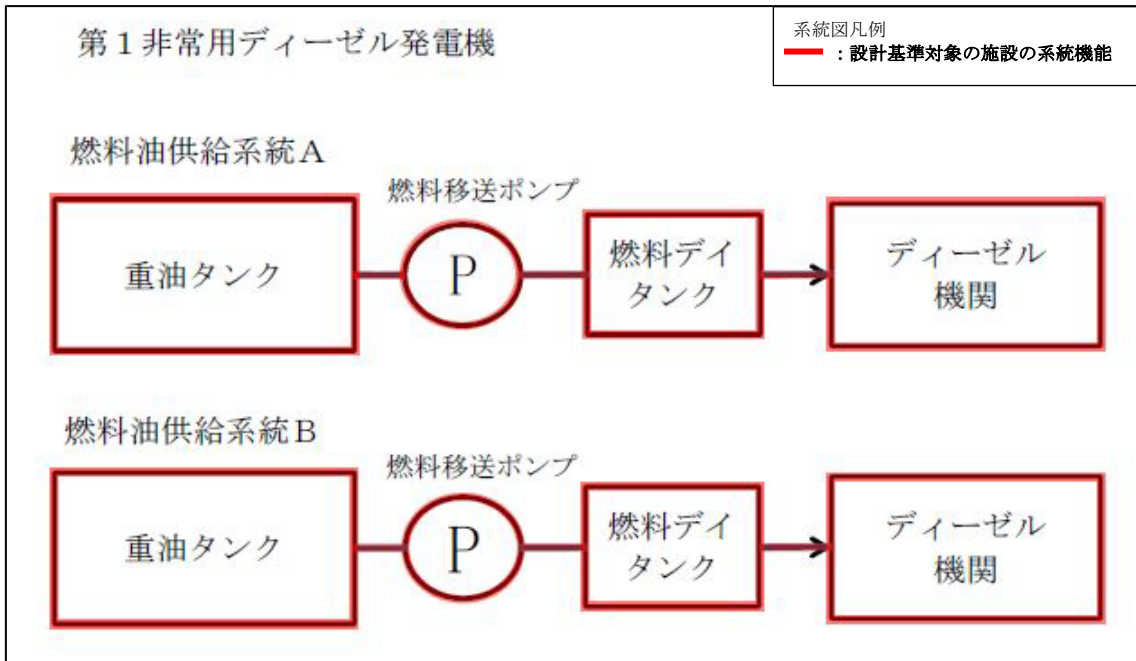 第1非常用ディーゼル発電機
系統図凡例
：設計基準対象の施設の系統機能
燃料油供給系統A
燃料移送ポンプ
重油タンク
P
燃料デイ
タンク
ディーゼル
機関
燃料油供給系統B
燃料移送ポンプ
重油タンク
P
燃料デイ
タンク
ディーゼル
機関